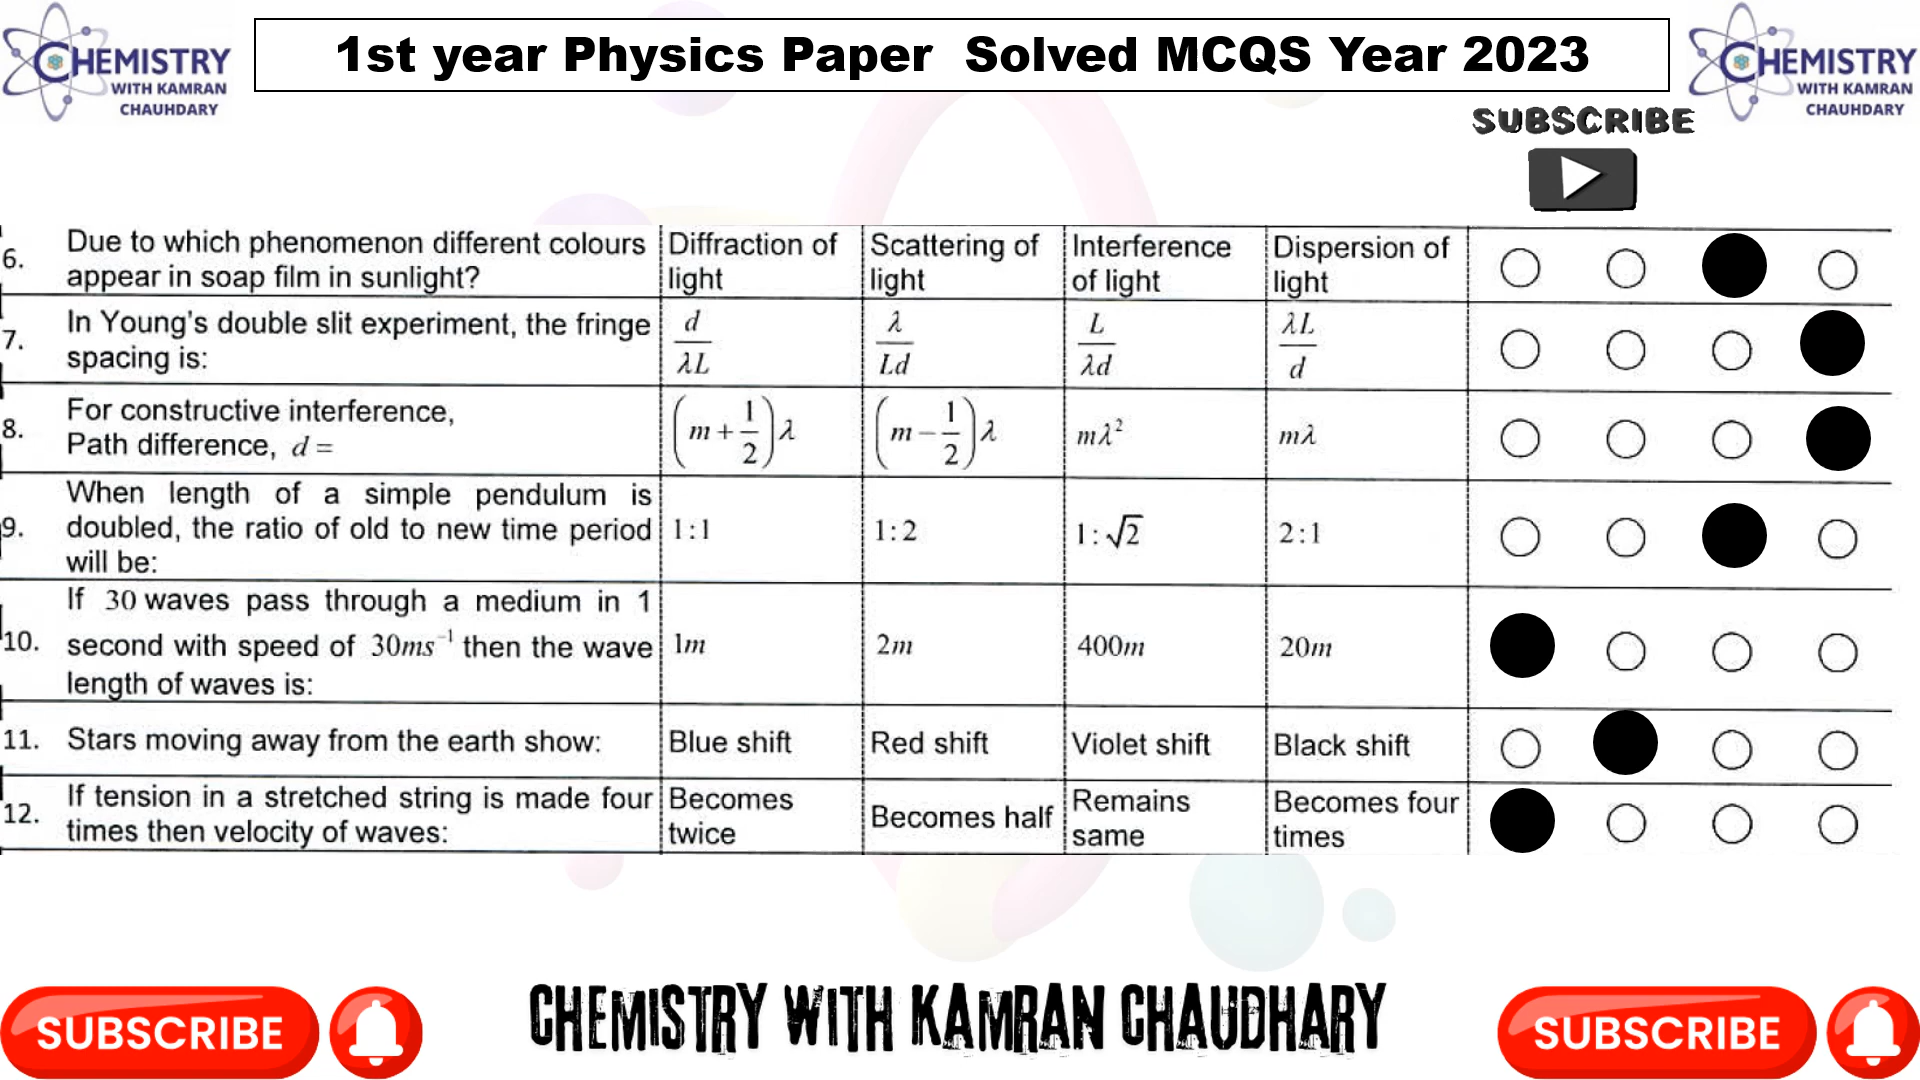 CHEMISTRY
WITH KAMRAN
CHAUHDARY
1st year Physics Paper Solved MCQS Year 2023
CHEMISTRY
WITH KAMRAN
CHAUHDARY
SUBSCRIBE
6. Due to which phenomenon different colours appear in soap film in sunlight? Diffraction of light Scattering of light Interference of light Dispersion of light
7. In Young's double slit experiment, the fringe spacing is: d/λL λ/Ld L/λd λL/d
8. For constructive interference, Path difference, d = (m + 1/2)λ (m − 1/2)λ mλ² mλ
9. When length of a simple pendulum is doubled, the ratio of old to new time period will be: 1:1 1:2 1:√2 2:1
10. If 30 waves pass through a medium in 1 second with speed of 30ms⁻¹ then the wave length of waves is: 1m 2m 400m 20m
11. Stars moving away from the earth show: Blue shift Red shift Violet shift Black shift
12. If tension in a stretched string is made four times then velocity of waves: Becomes twice Becomes half Remains same Becomes four times
SUBSCRIBE
CHEMISTRY WITH KAMRAN CHAUDHARY
SUBSCRIBE